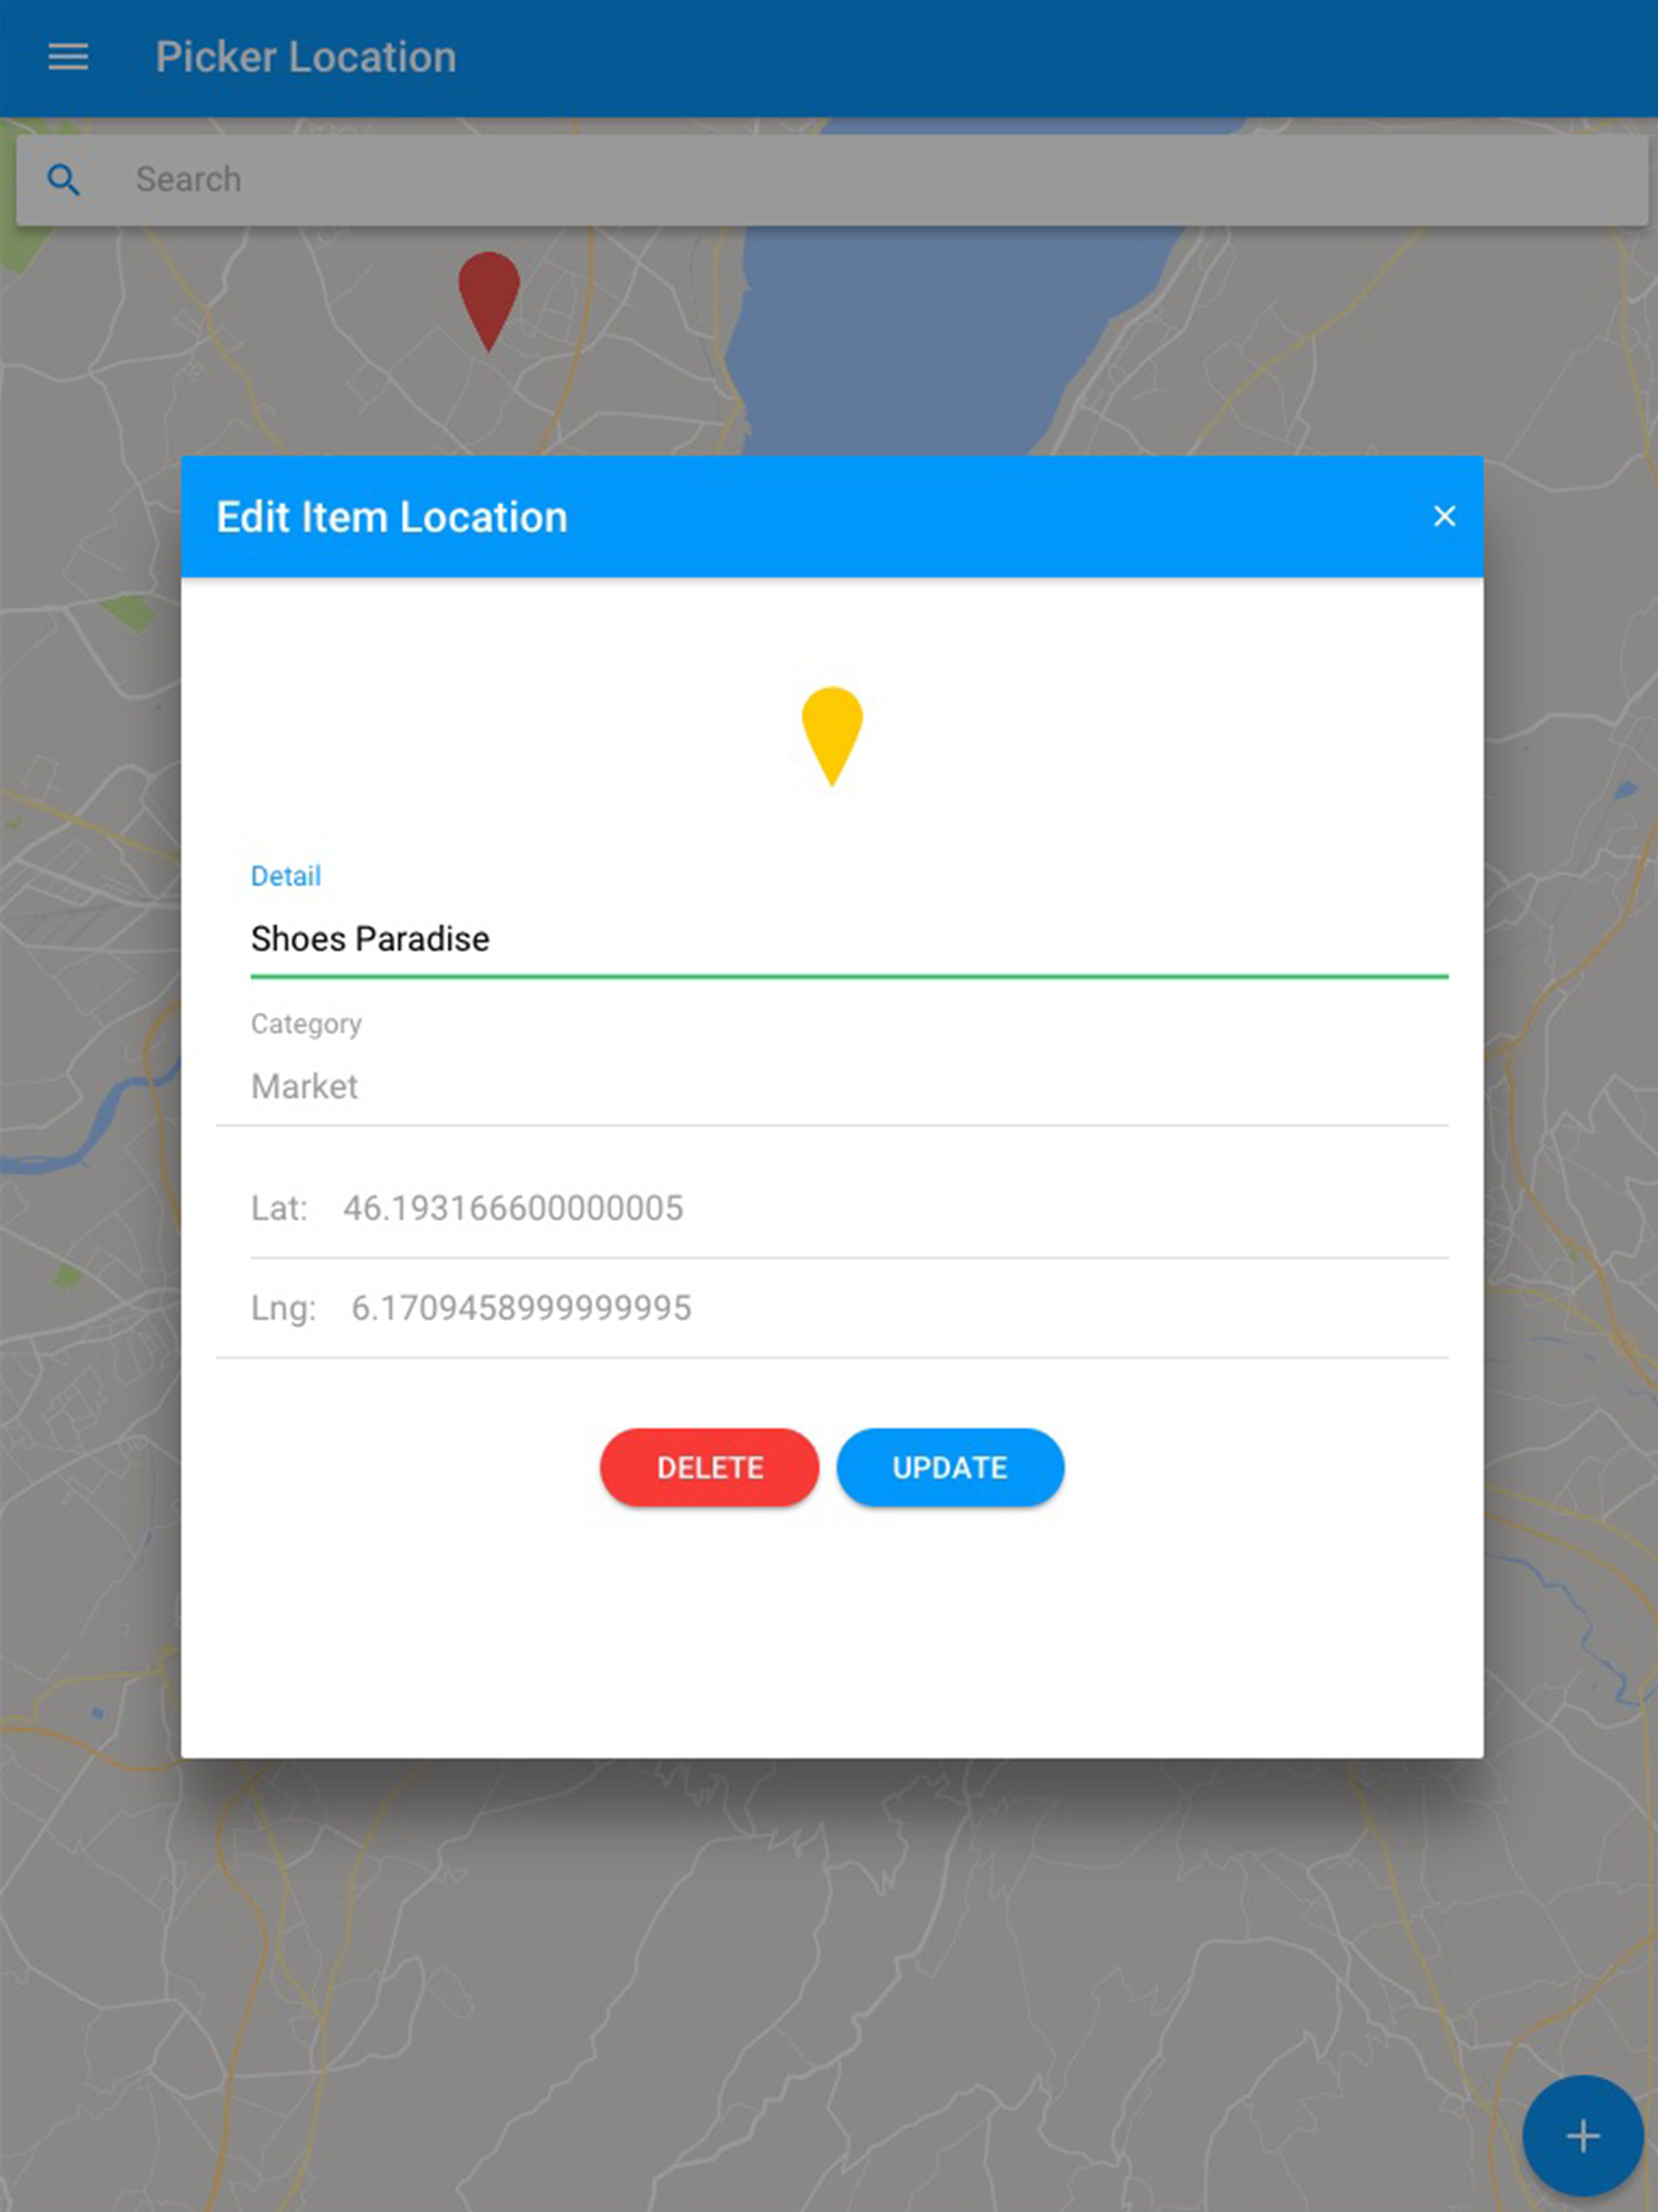 Picker Location
Search
Edit Item Location
Detail
Shoes Paradise
Category
Market
Lat: 46.193166600000005
Lng: 6.1709458999999995
DELETE UPDATE